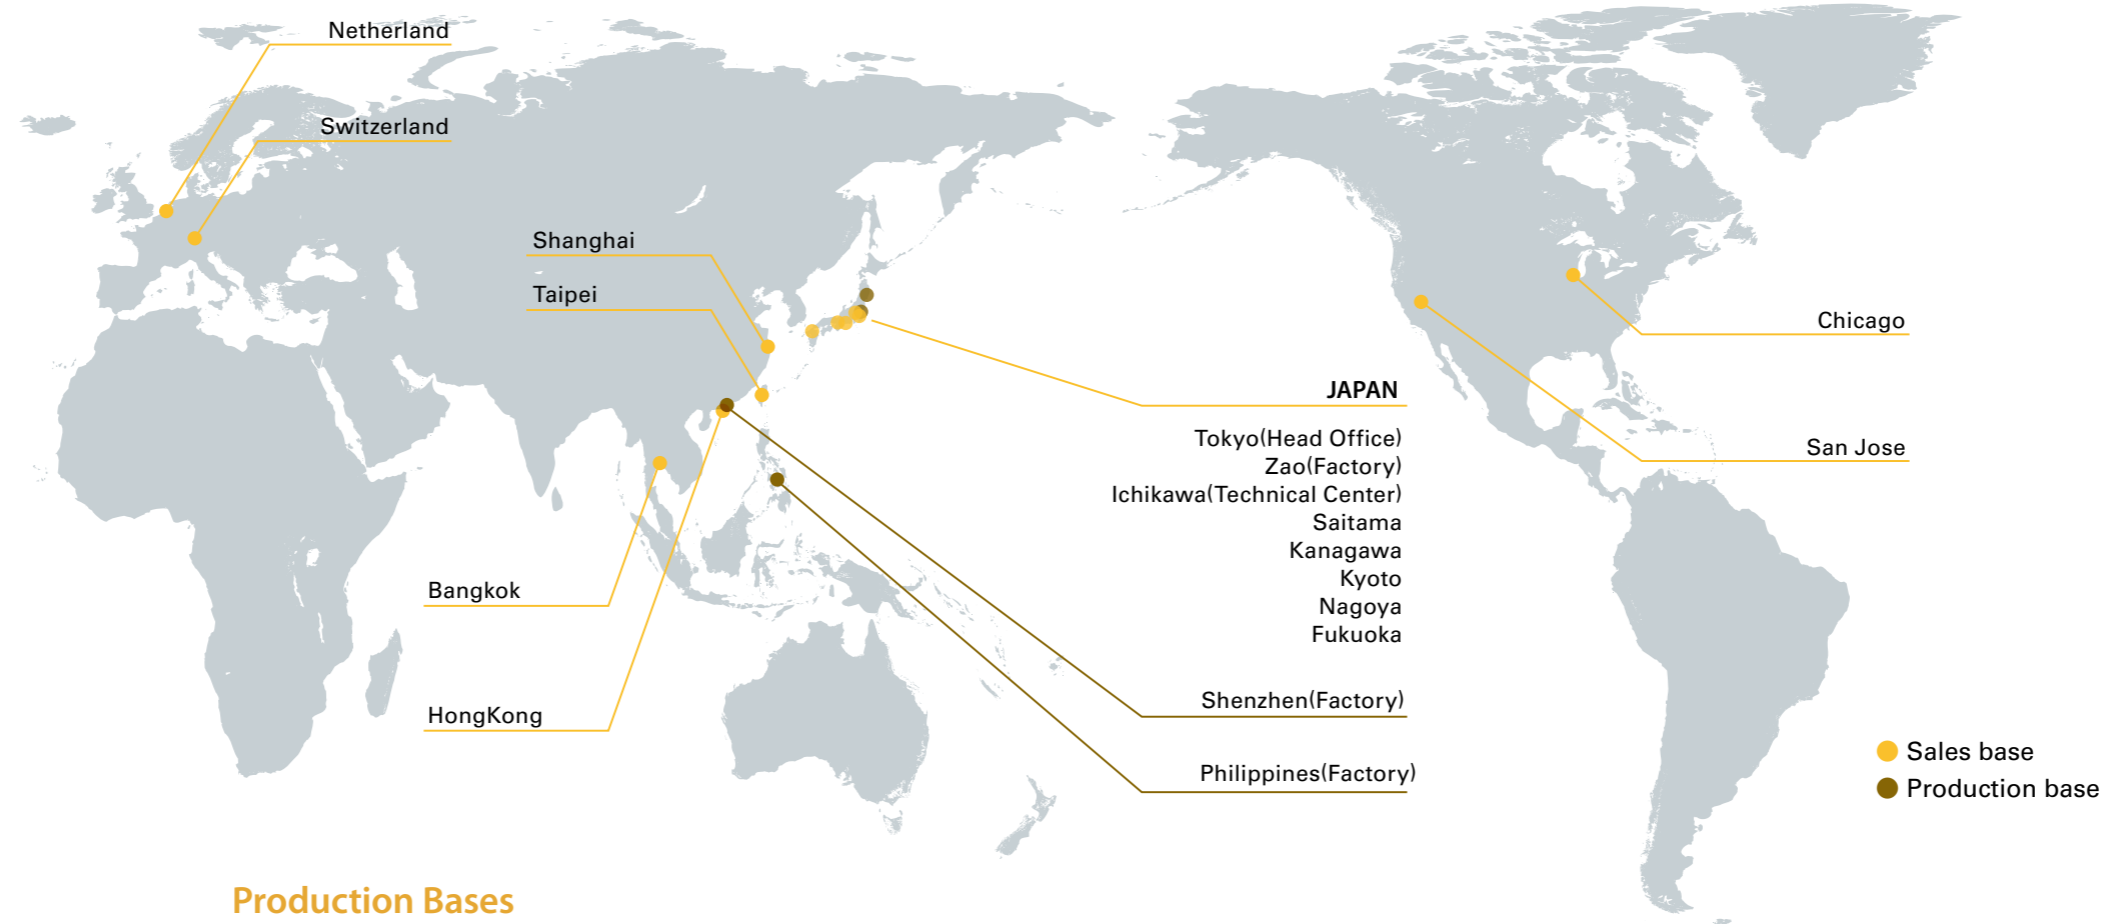 Netherland
Switzerland
Shanghai
Taipei
Bangkok
HongKong
JAPAN
Tokyo(Head Office)
Zao(Factory)
Ichikawa(Technical Center)
Saitama
Kanagawa
Kyoto
Nagoya
Fukuoka
Shenzhen(Factory)
Philippines(Factory)
Chicago
San Jose
Sales base
Production base
Production Bases